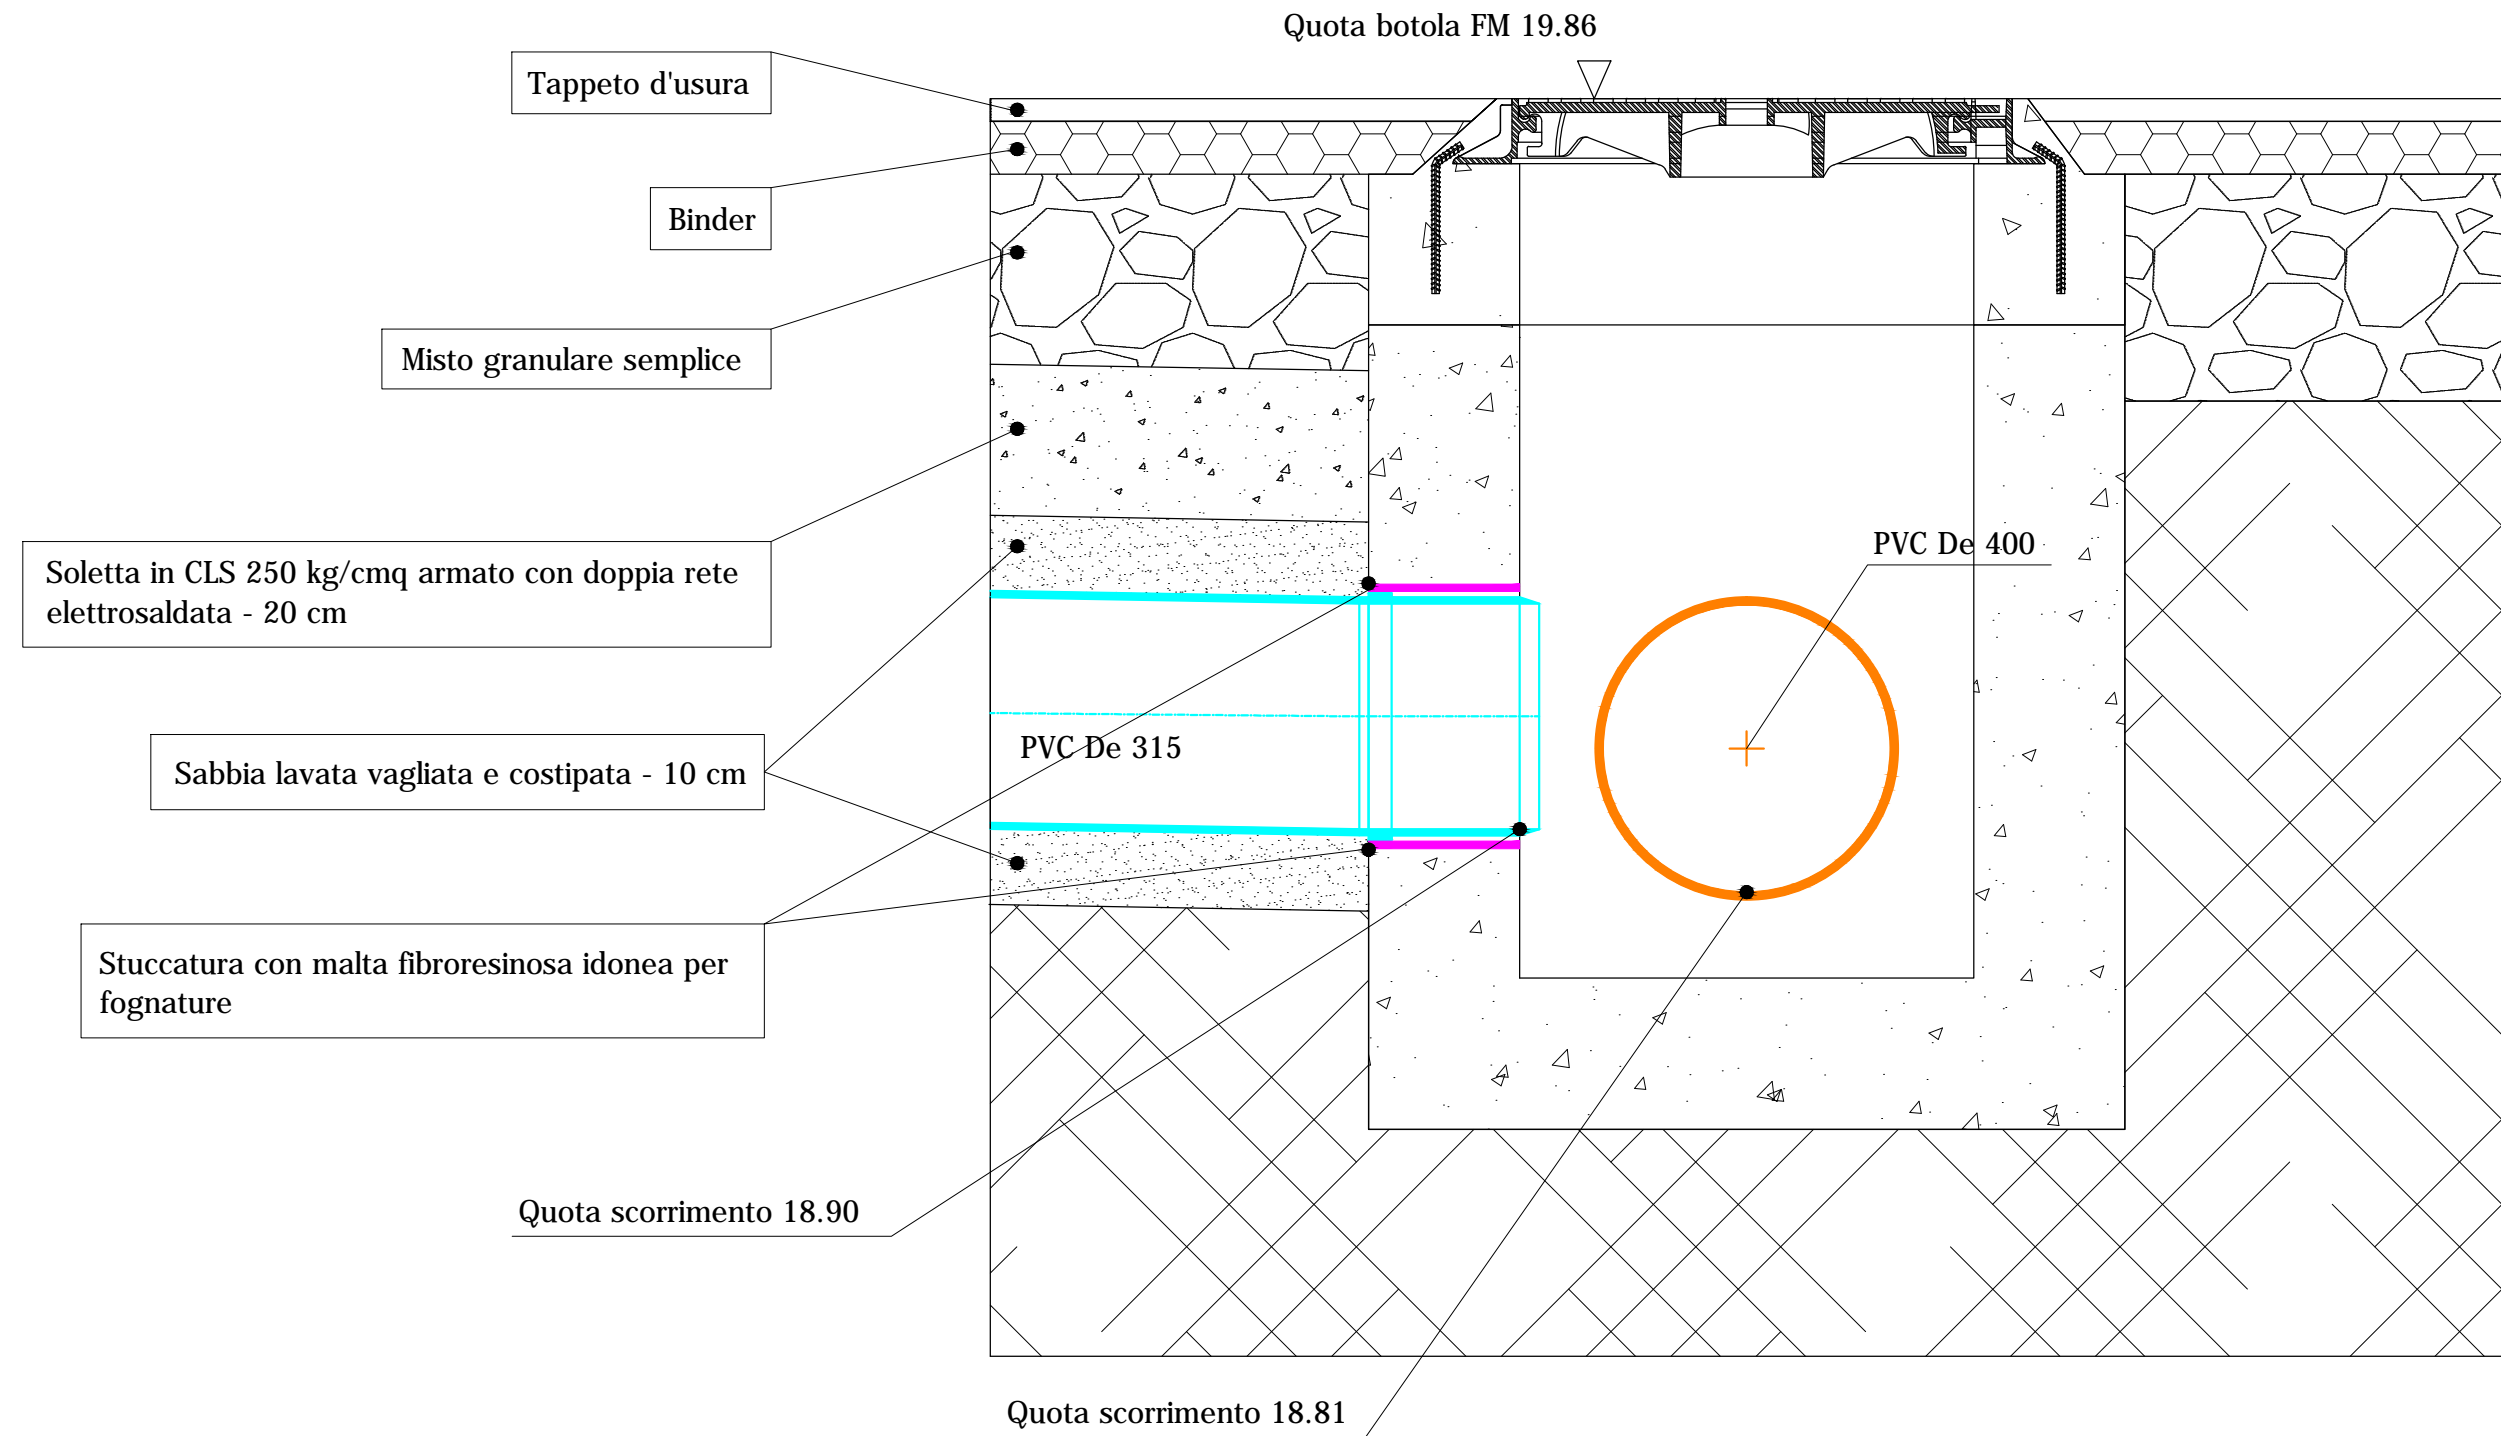 Quota botola FM 19.86
Tappeto d'usura
Binder
Misto granulare semplice
Soletta in CLS 250 kg/cmq armato con doppia rete
elettrosaldata - 20 cm
PVC De 400
PVC De 315
Sabbia lavata vagliata e costipata - 10 cm
Stuccatura con malta fibroresinosa idonea per
fognature
Quota scorrimento 18.90
Quota scorrimento 18.81